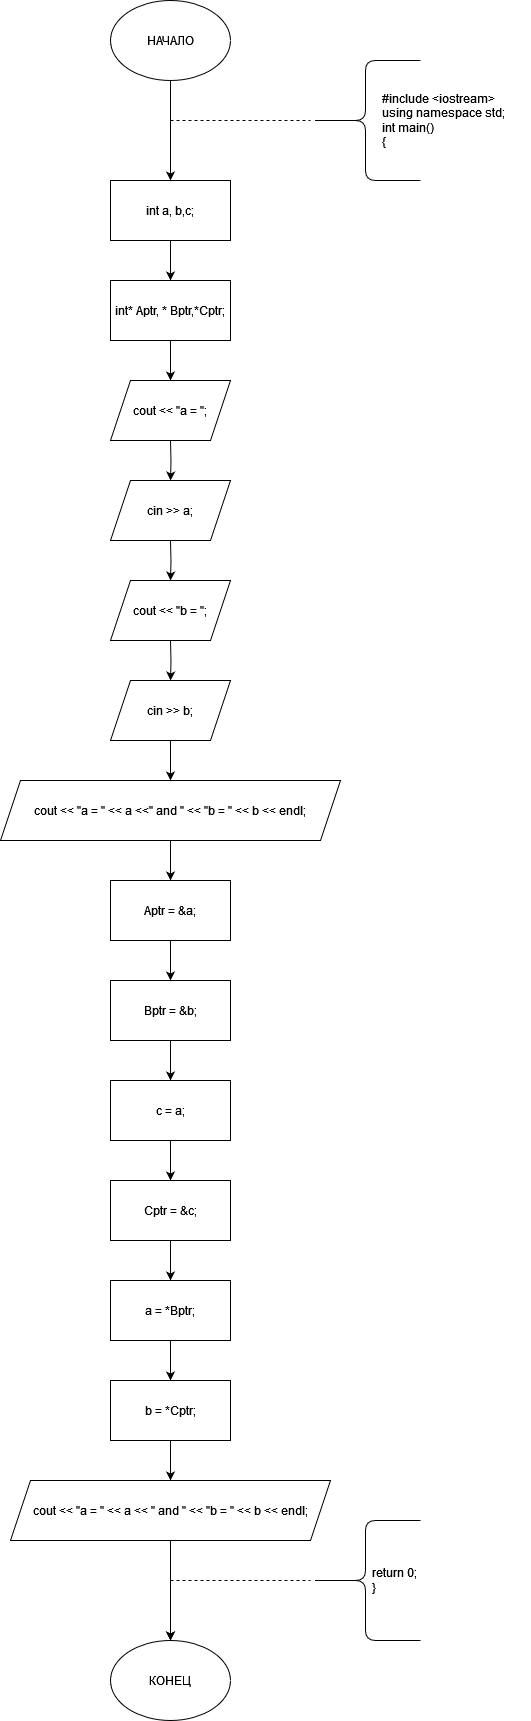 НАЧАЛО
#include <iostream>
using namespace std;
int main()
{
int a, b,c;
int* Aptr, * Bptr,*Cptr;
cout << "a = ";
cin >> a;
cout << "b = ";
cin >> b;
cout << "a = " << a <<" and " << "b = " << b << endl;
Aptr = &a;
Bptr = &b;
c = a;
Cptr = &c;
a = *Bptr;
b = *Cptr;
cout << "a = " << a << " and " << "b = " << b << endl;
return 0;
}
КОНЕЦ